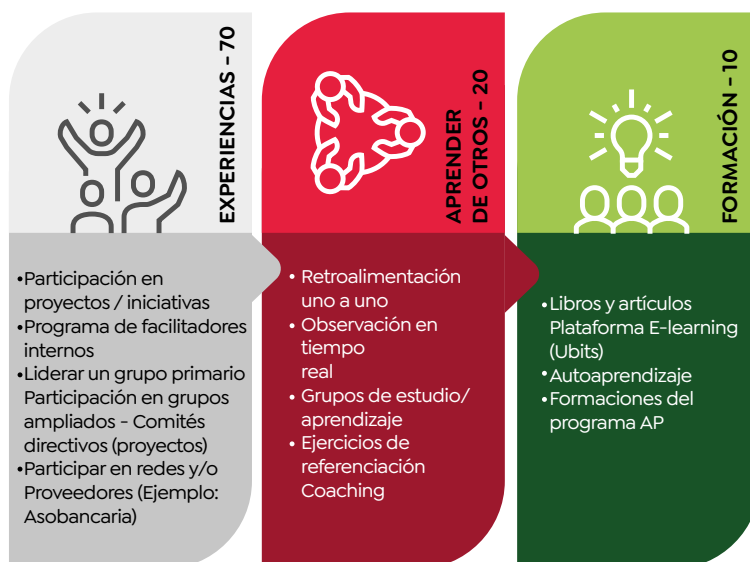 EXPERIENCIAS - 70
•Participación en
proyectos / iniciativas
•Programa de facilitadores
internos
•Liderar un grupo primario
Participación en grupos
ampliados - Comités
directivos (proyectos)
•Participar en redes y/o
Proveedores (Ejemplo:
Asobancaria)
APRENDER
DE OTROS - 20
• Retroalimentación
uno a uno
• Observación en
tiempo
real
• Grupos de estudio/
aprendizaje
• Ejercicios de
referenciación
Coaching
FORMACIÓN - 10
•Libros y artículos
Plataforma E-learning
(Ubits)
•Autoaprendizaje
•Formaciones del
programa AP